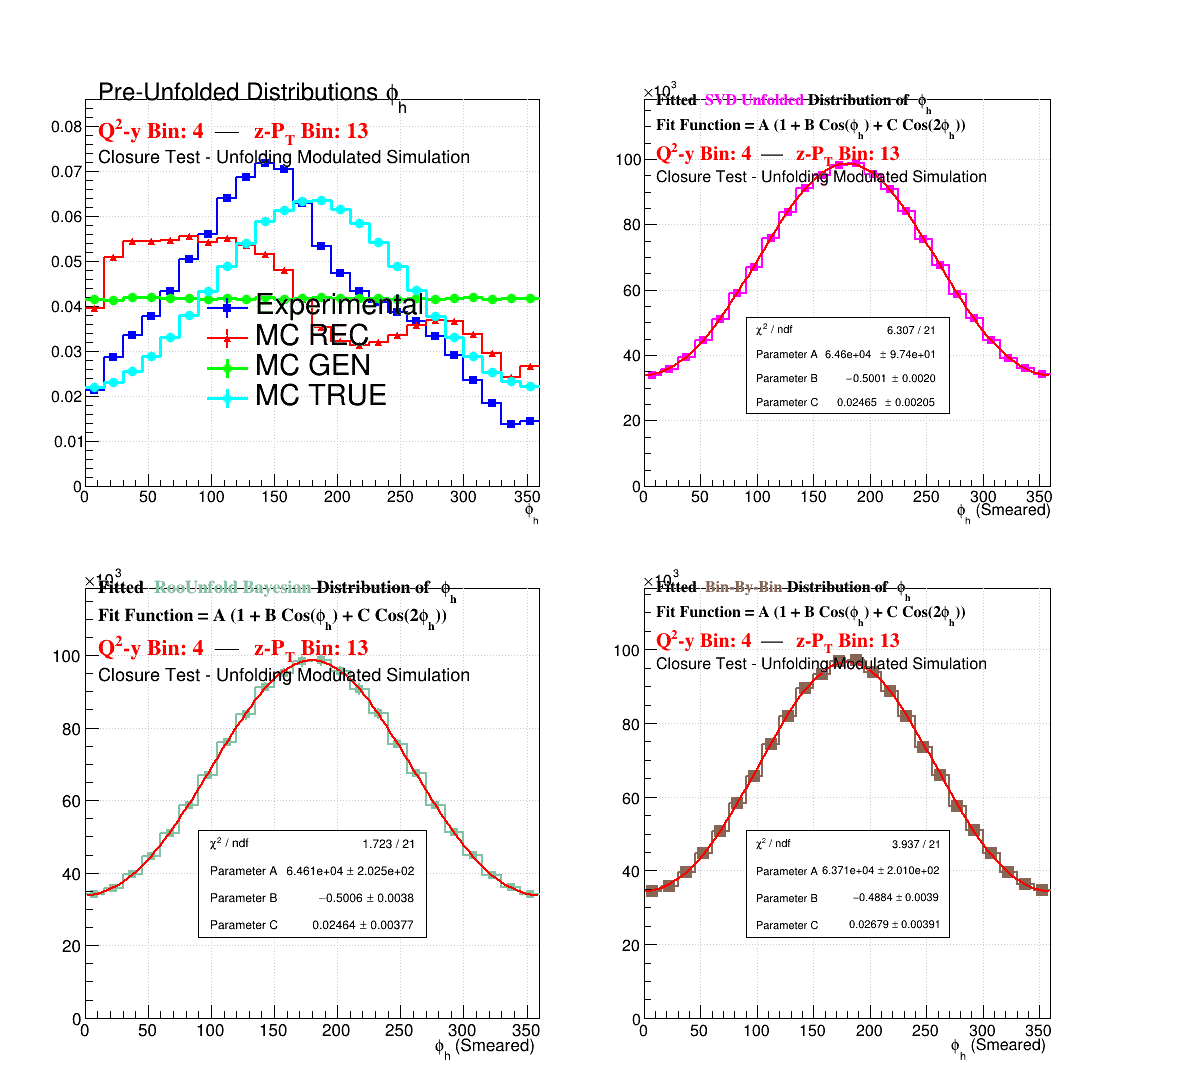 Pre-Unfolded Distributions ϕh
Q²-y Bin: 4 — z-PT Bin: 13
Closure Test - Unfolding Modulated Simulation
0.08
0.07
0.06
0.05
0.04
0.03
0.02
0.01
0
Experimental
MC REC
MC GEN
MC TRUE
0 50 100 150 200 250 300 350
ϕh
×10³
Fitted SVD Unfolded Distribution of ϕh
Fit Function = A (1 + B Cos(ϕh) + C Cos(2ϕh))
Q²-y Bin: 4 — z-PT Bin: 13
Closure Test - Unfolding Modulated Simulation
100
80
60
40
20
0
χ² / ndf 6.307 / 21
Parameter A 6.46e+04 ± 9.74e+01
Parameter B −0.5001 ± 0.0020
Parameter C 0.02465 ± 0.00205
0 50 100 150 200 250 300 350
ϕh (Smeared)
×10³
Fitted RooUnfold Bayesian Distribution of ϕh
Fit Function = A (1 + B Cos(ϕh) + C Cos(2ϕh))
Q²-y Bin: 4 — z-PT Bin: 13
Closure Test - Unfolding Modulated Simulation
100
80
60
40
20
0
χ² / ndf 1.723 / 21
Parameter A 6.461e+04 ± 2.025e+02
Parameter B −0.5006 ± 0.0038
Parameter C 0.02464 ± 0.00377
0 50 100 150 200 250 300 350
ϕh (Smeared)
×10³
Fitted Bin-By-Bin Distribution of ϕh
Fit Function = A (1 + B Cos(ϕh) + C Cos(2ϕh))
Q²-y Bin: 4 — z-PT Bin: 13
Closure Test - Unfolding Modulated Simulation
100
80
60
40
20
0
χ² / ndf 3.937 / 21
Parameter A 6.371e+04 ± 2.010e+02
Parameter B −0.4884 ± 0.0039
Parameter C 0.02679 ± 0.00391
0 50 100 150 200 250 300 350
ϕh (Smeared)